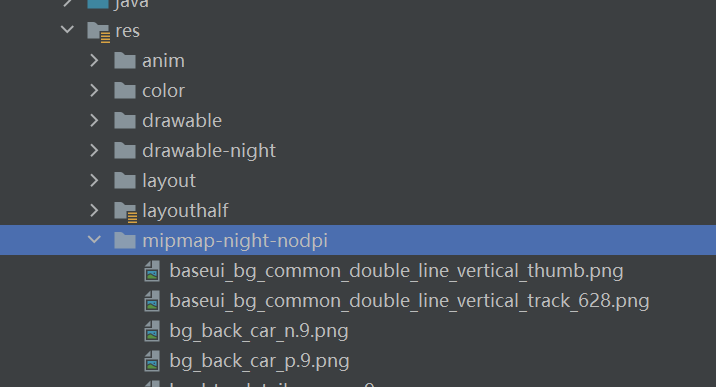 java
res
anim
color
drawable
drawable-night
layout
layouthalf
mipmap-night-nodpi
baseui_bg_common_double_line_vertical_thumb.png
baseui_bg_common_double_line_vertical_track_628.png
bg_back_car_n.9.png
bg_back_car_p.9.png